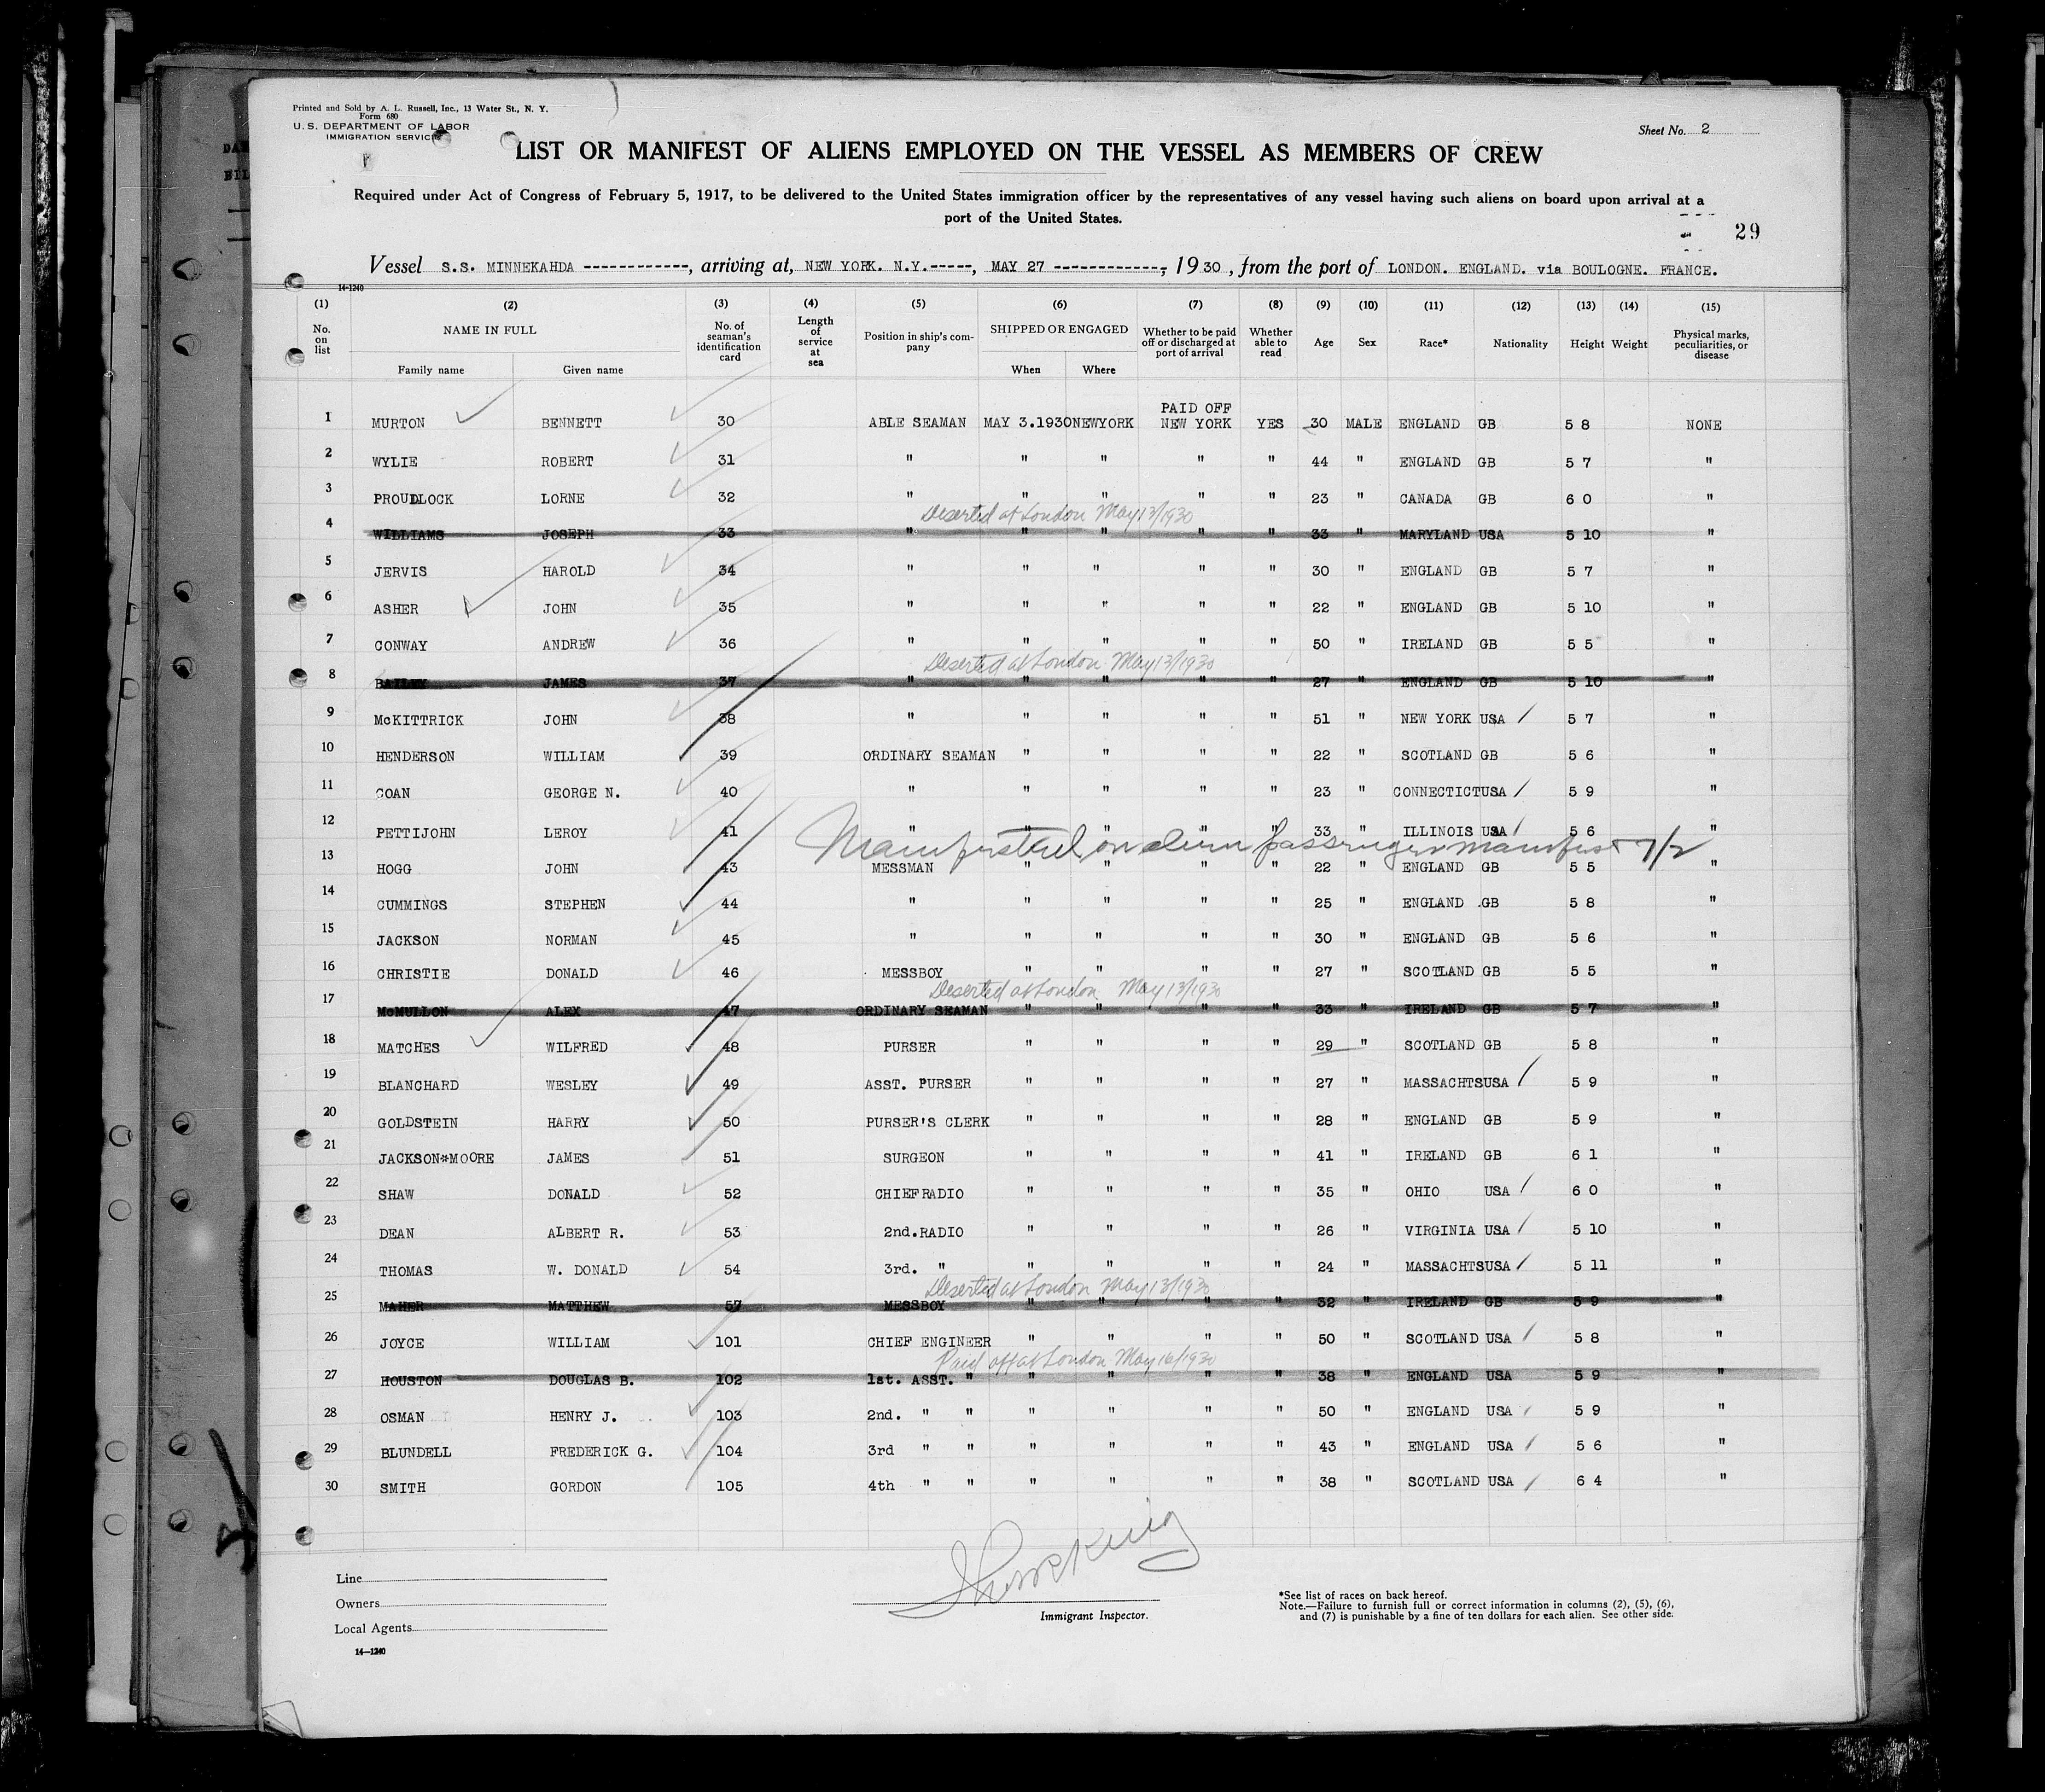 Printed and Sold by A. L. Russell, Inc., 13 Water St., N. Y.
Form 680
U. S. DEPARTMENT OF LABOR
IMMIGRATION SERVICE
Sheet No. 2
LIST OR MANIFEST OF ALIENS EMPLOYED ON THE VESSEL AS MEMBERS OF CREW
Required under Act of Congress of February 5, 1917, to be delivered to the United States immigration officer by the representatives of any vessel having such aliens on board upon arrival at a
port of the United States.
29
Vessel S.S. MINNEKAHDA ------------, arriving at, NEW YORK. N.Y.-----, MAY 27 ------------, 1930, from the port of LONDON. ENGLAND. via BOULOGNE. FRANCE.
14-1240
(1) (2) (3) (4) (5) (6) (7) (8) (9) (10) (11) (12) (13) (14) (15)
No. on list NAME IN FULL Family name Given name No. of seaman's identification card Length of service at sea Position in ship's company SHIPPED OR ENGAGED When Where Whether to be paid off or discharged at port of arrival Whether able to read Age Sex Race* Nationality Height Weight Physical marks, peculiarities, or disease
1 MURTON BENNETT 30 ABLE SEAMAN MAY 3.1930 NEWYORK PAID OFF NEW YORK YES 30 MALE ENGLAND GB 5 8 NONE
2 WYLIE ROBERT 31 " " " " " 44 " ENGLAND GB 5 7 "
3 PROUDLOCK LORNE 32 " " " " " 23 " CANADA GB 6 0 "
Deserted at London May 13/1930
4 WILLIAMS JOSEPH 33 " " " " " 33 " MARYLAND USA 5 10 "
5 JERVIS HAROLD 34 " " " " " 30 " ENGLAND GB 5 7 "
6 ASHER JOHN 35 " " " " " 22 " ENGLAND GB 5 10 "
7 CONWAY ANDREW 36 " " " " " 50 " IRELAND GB 5 5 "
Deserted at London May 13/1930
8 BAILEY JAMES 37 " " " " " 27 " ENGLAND GB 5 10 "
9 McKITTRICK JOHN 38 " " " " " 51 " NEW YORK USA 5 7 "
10 HENDERSON WILLIAM 39 ORDINARY SEAMAN " " " " 22 " SCOTLAND GB 5 6 "
11 COAN GEORGE N. 40 " " " " " 23 " CONNECTICT USA 5 9 "
12 PETTIJOHN LEROY 41 " " " " " 33 " ILLINOIS USA 5 6 "
Manifested on alien passenger manifest 7/2
13 HOGG JOHN 43 MESSMAN " " " " 22 " ENGLAND GB 5 5 "
14 CUMMINGS STEPHEN 44 " " " " " 25 " ENGLAND .GB 5 8 "
15 JACKSON NORMAN 45 " " " " " 30 " ENGLAND GB 5 6 "
16 CHRISTIE DONALD 46 MESSBOY " " " " 27 " SCOTLAND GB 5 5 "
Deserted at London May 13/1930
17 McMULLON ALEX 47 ORDINARY SEAMAN " " " " 33 " IRELAND GB 5 7 "
18 MATCHES WILFRED 48 PURSER " " " " 29 " SCOTLAND GB 5 8 "
19 BLANCHARD WESLEY 49 ASST. PURSER " " " " 27 " MASSACHTS USA 5 9 "
20 GOLDSTEIN HARRY 50 PURSER'S CLERK " " " " 28 " ENGLAND GB 5 9 "
21 JACKSON*MOORE JAMES 51 SURGEON " " " " 41 " IRELAND GB 6 1 "
22 SHAW DONALD 52 CHIEF RADIO " " " " 35 " OHIO USA 6 0 "
23 DEAN ALBERT R. 53 2nd.RADIO " " " " 26 " VIRGINIA USA 5 10 "
24 THOMAS W. DONALD 54 3rd. " " " " " 24 " MASSACHTS USA 5 11 "
Deserted at London May 13/1930
25 MAHER MATTHEW 57 MESSBOY " " " " 32 " IRELAND GB 5 9 "
26 JOYCE WILLIAM 101 CHIEF ENGINEER " " " " 50 " SCOTLAND USA 5 8 "
Paid off at London May 16/1930
27 HOUSTON DOUGLAS B. 102 1st. ASST. " " " " " 38 " ENGLAND USA 5 9 "
28 OSMAN HENRY J. 103 2nd. " " " " " " 50 " ENGLAND USA 5 9 "
29 BLUNDELL FREDERICK G. 104 3rd " " " " " " 43 " ENGLAND USA 5 6 "
30 SMITH GORDON 105 4th " " " " " " 38 " SCOTLAND USA 6 4 "
Line
Owners
Local Agents
14-1240
Immigrant Inspector.
*See list of races on back hereof.
Note.—Failure to furnish full or correct information in columns (2), (5), (6),
and (7) is punishable by a fine of ten dollars for each alien. See other side.